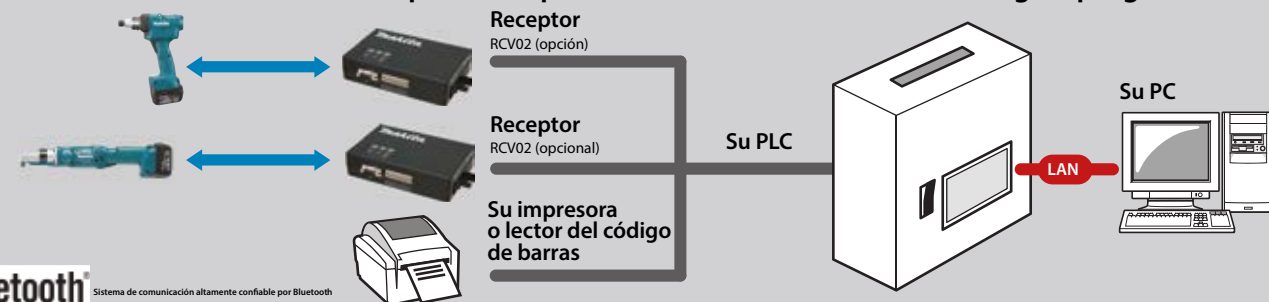 Receptor
RCV02 (opción)
Receptor
RCV02 (opcional)
Su impresora
o lector del código
de barras
Su PLC
LAN
Su PC
Sistema de comunicación altamente confiable por Bluetooth